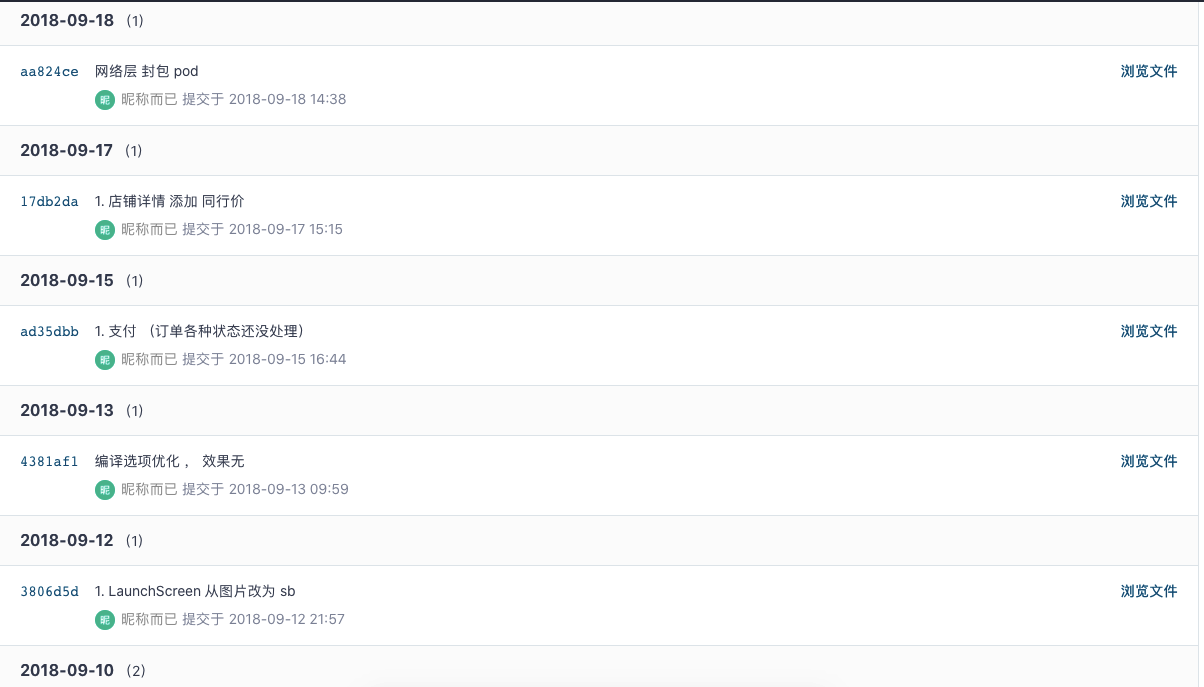 2018-09-18 (1)
aa824ce 网络层 封包 pod 浏览文件
昵 昵称而已 提交于 2018-09-18 14:38
2018-09-17 (1)
17db2da 1. 店铺详情 添加 同行价 浏览文件
昵 昵称而已 提交于 2018-09-17 15:15
2018-09-15 (1)
ad35dbb 1. 支付 （订单各种状态还没处理） 浏览文件
昵 昵称而已 提交于 2018-09-15 16:44
2018-09-13 (1)
4381af1 编译选项优化， 效果无 浏览文件
昵 昵称而已 提交于 2018-09-13 09:59
2018-09-12 (1)
3806d5d 1. LaunchScreen 从图片改为 sb 浏览文件
昵 昵称而已 提交于 2018-09-12 21:57
2018-09-10 (2)